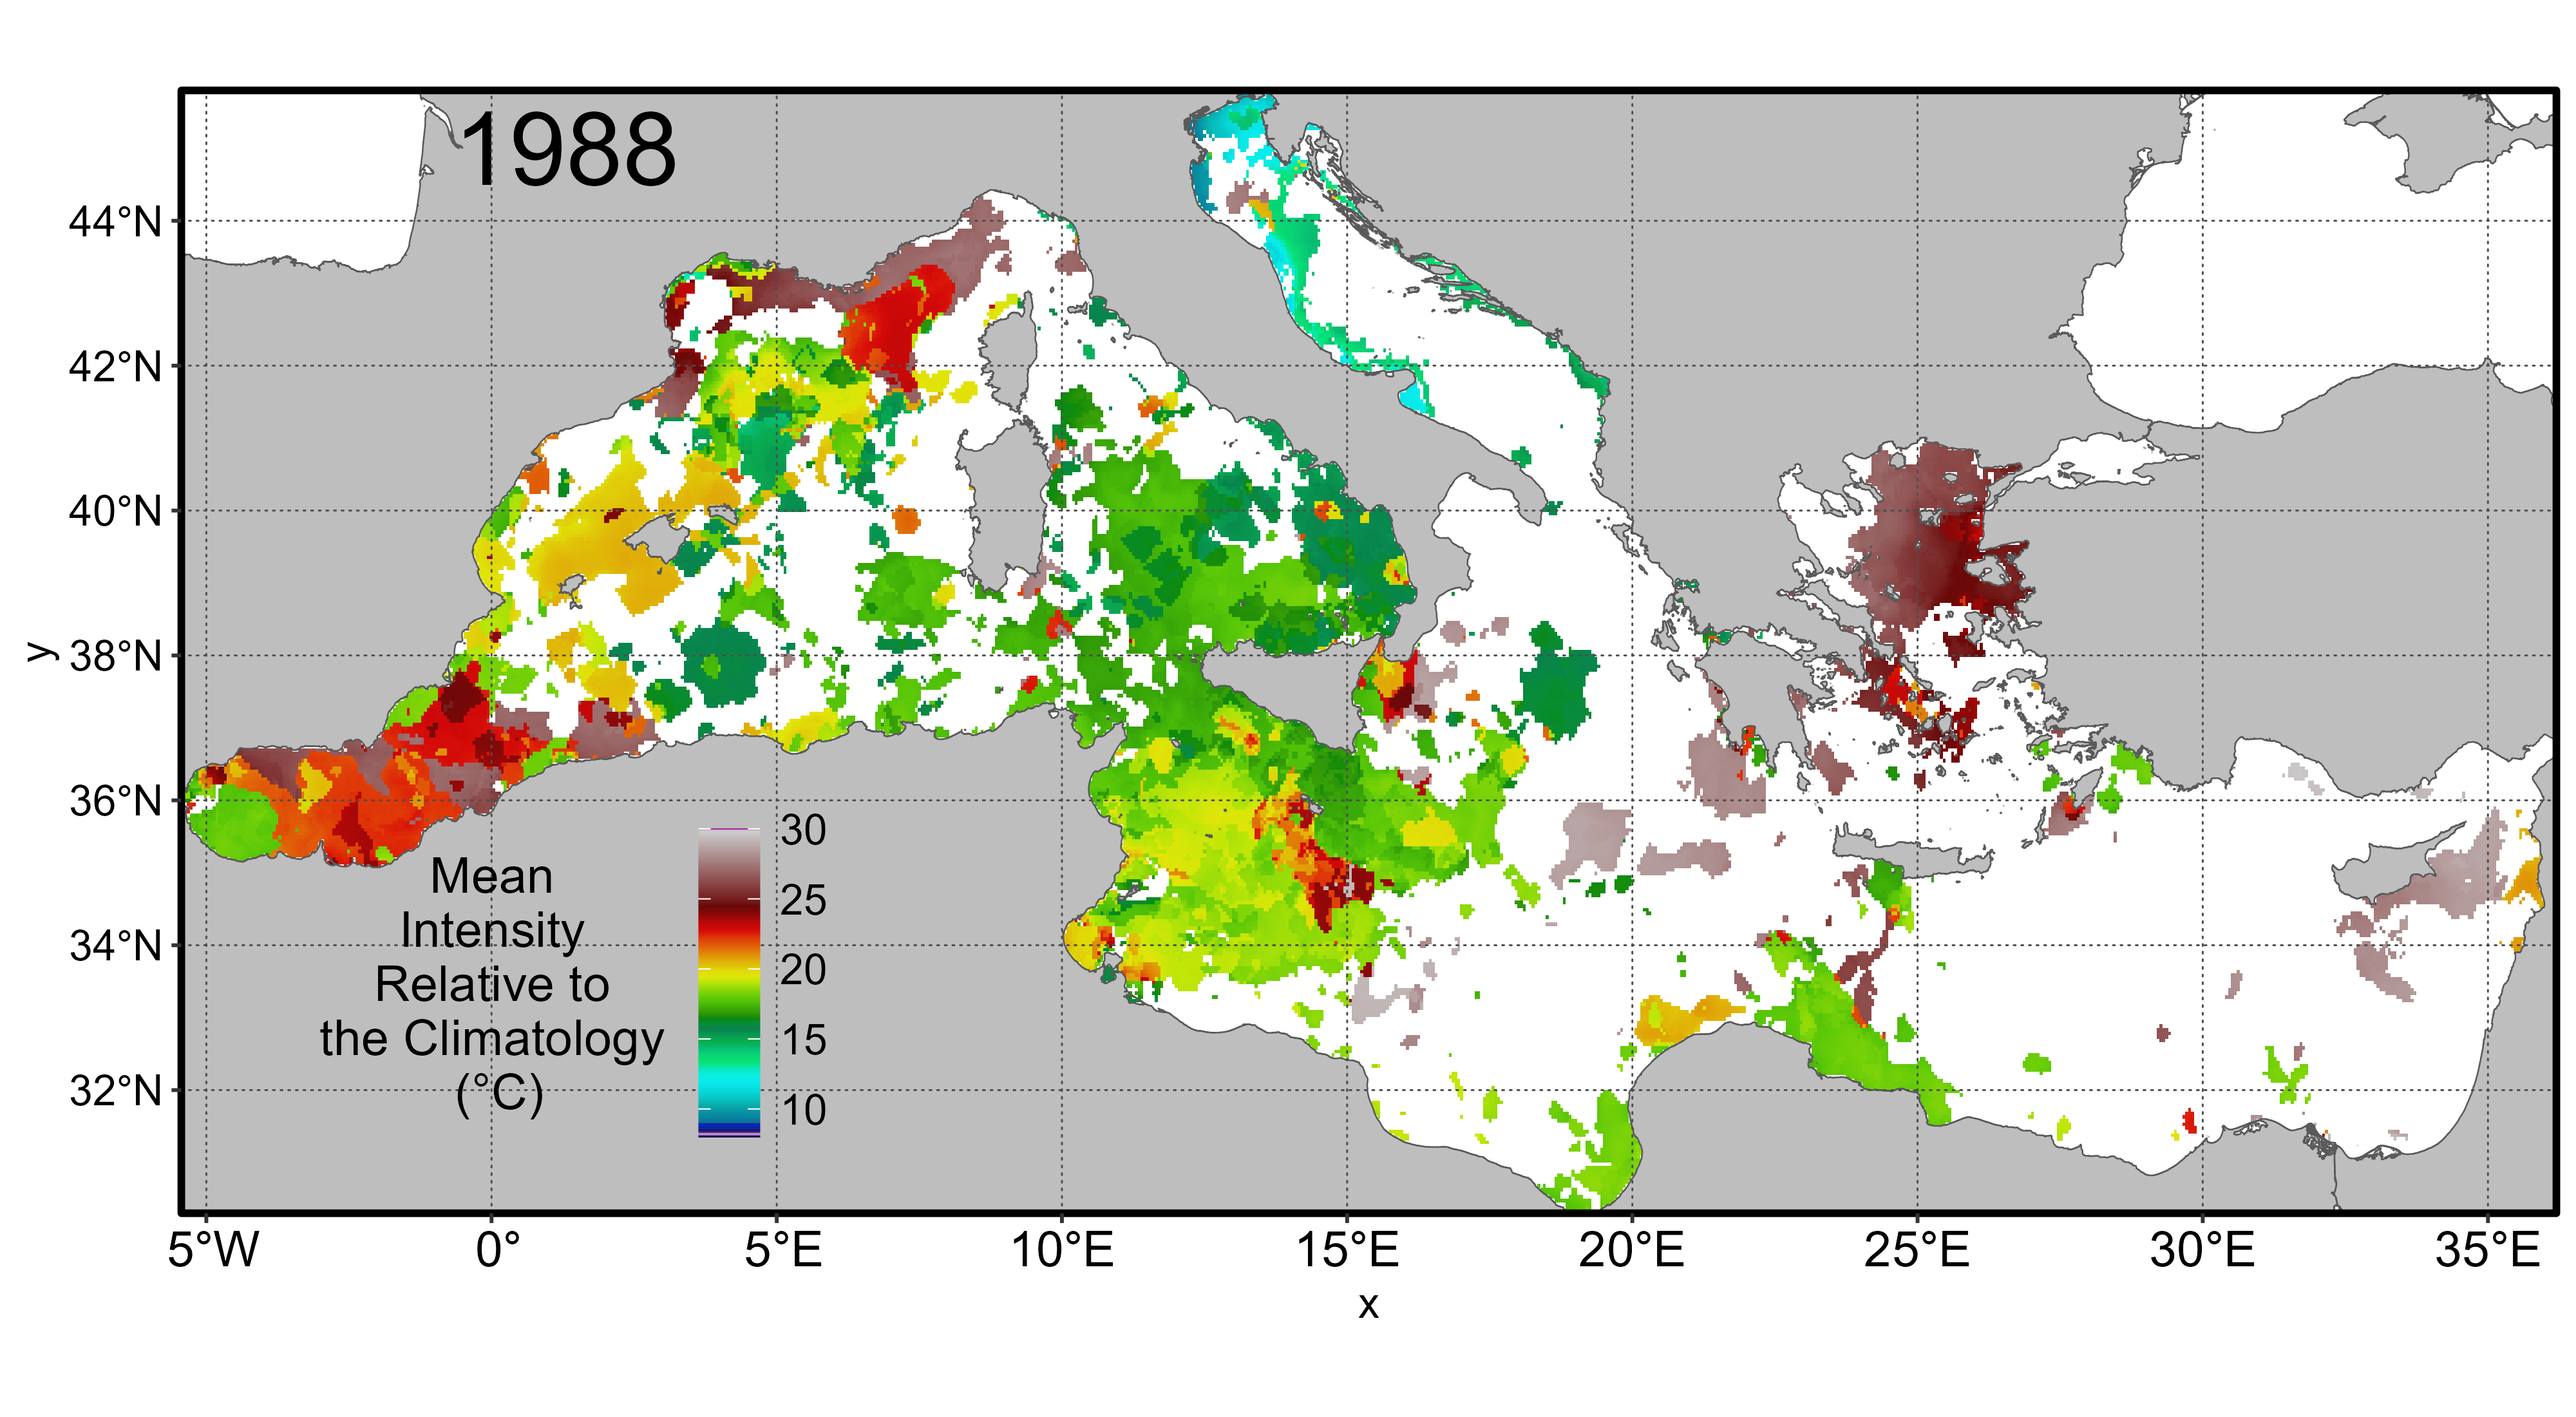 1988
44°N
42°N
40°N
38°N
36°N
34°N
32°N
y
Mean
Intensity
Relative to
the Climatology
(°C)
30
25
20
15
10
5°W 0° 5°E 10°E 15°E 20°E 25°E 30°E 35°E
x